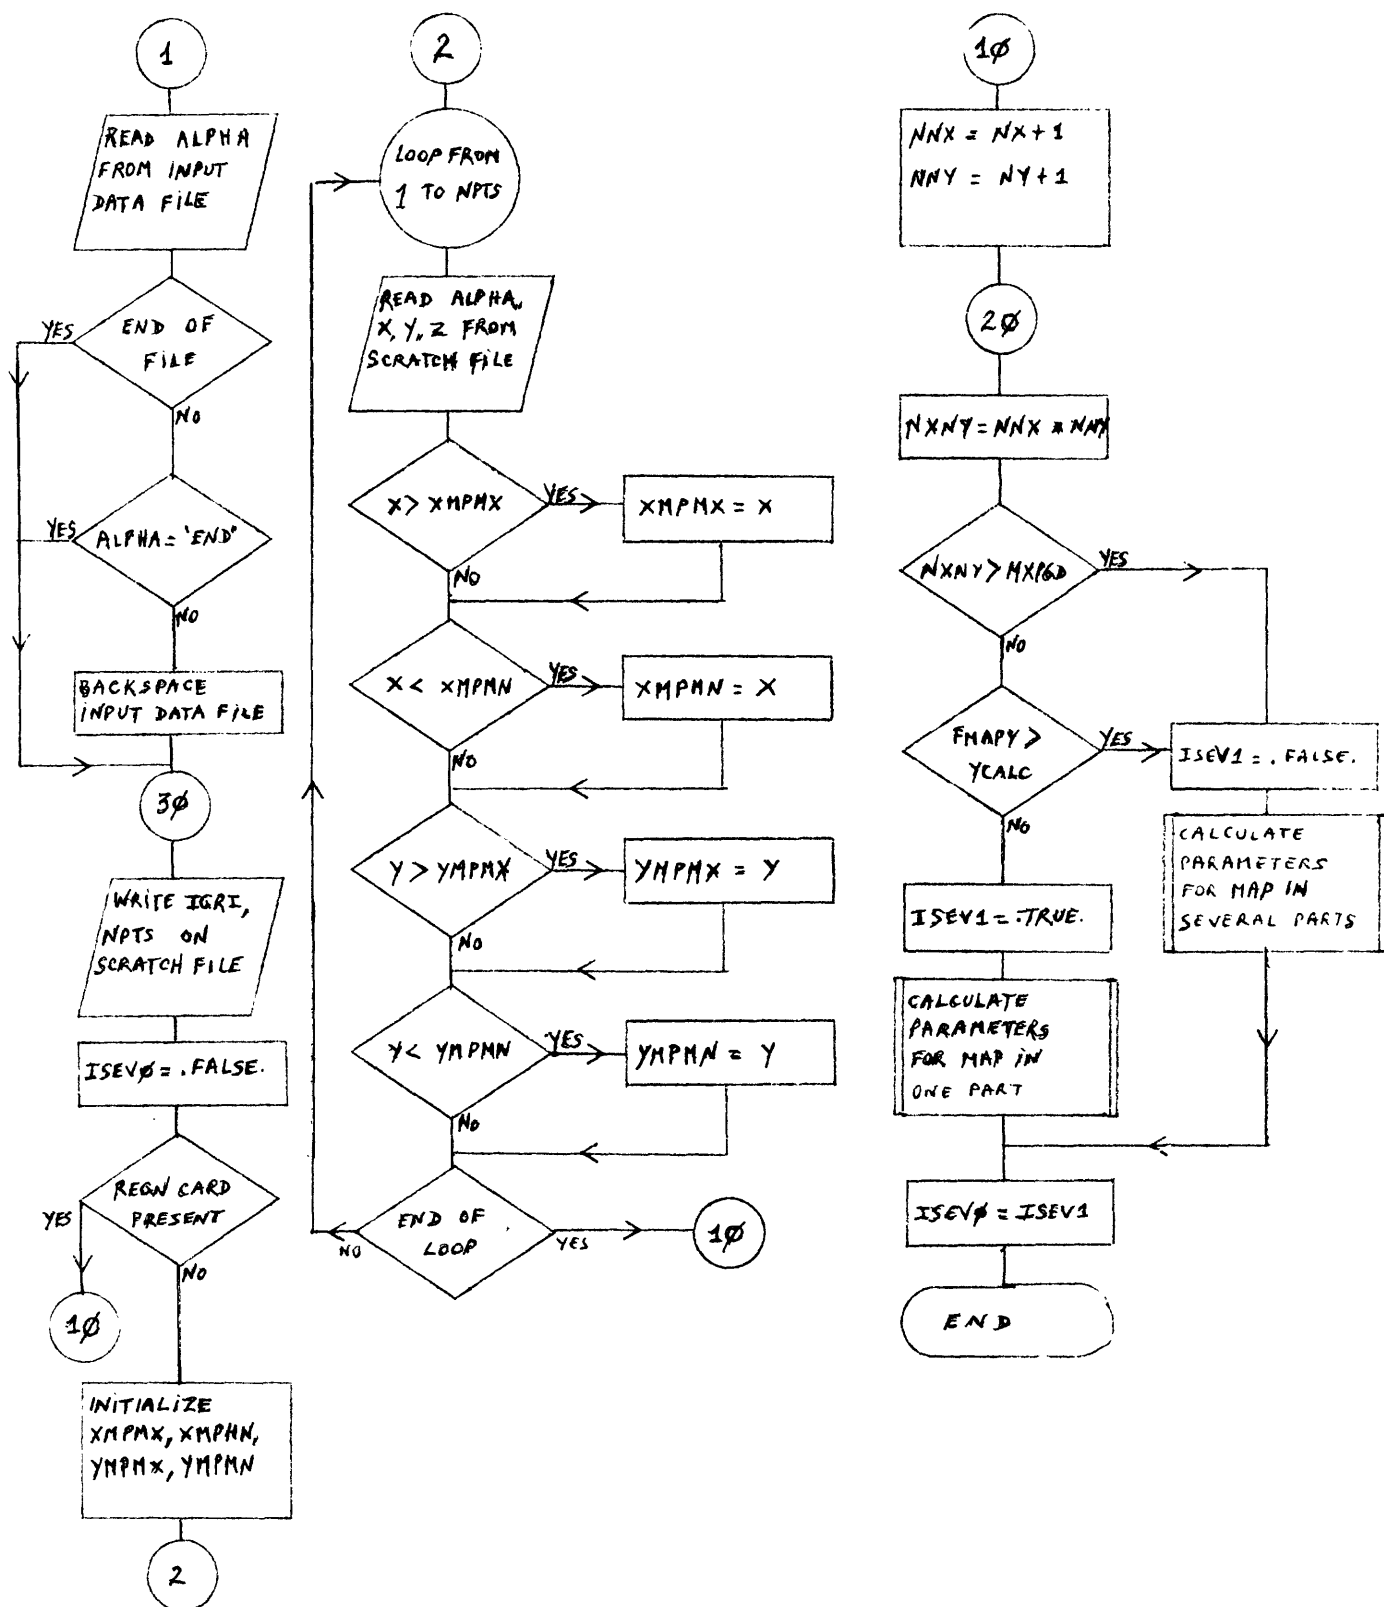 1
READ ALPHA
FROM INPUT
DATA FILE
END OF
FILE
YES
NO
ALPHA='END'
YES
NO
BACKSPACE
INPUT DATA FILE
3Ø
WRITE IGRI,
NPTS ON
SCRATCH FILE
ISEVØ=.FALSE.
REGN CARD
PRESENT
YES
NO
1Ø
INITIALIZE
XMPMX, XMPMN,
YMPMX, YMPMN
2
2
LOOP FROM
1 TO NPTS
READ ALPHA,
X, Y, Z FROM
SCRATCH FILE
X > XMPMX
YES
XMPMX = X
NO
X < XMPMN
YES
XMPMN = X
NO
Y > YMPMX
YES
YMPMX = Y
NO
Y < YMPMN
YES
YMPMN = Y
NO
END OF
LOOP
NO
YES
1Ø
1Ø
NNX = NX+1
NNY = NY+1
2Ø
NXNY=NNX * NNY
NXNY>MXPGD
YES
NO
FMAPY >
YCALC
YES
NO
ISEV1=.FALSE.
CALCULATE
PARAMETERS
FOR MAP IN
SEVERAL PARTS
ISEV1=.TRUE.
CALCULATE
PARAMETERS
FOR MAP IN
ONE PART
ISEVØ=ISEV1
END